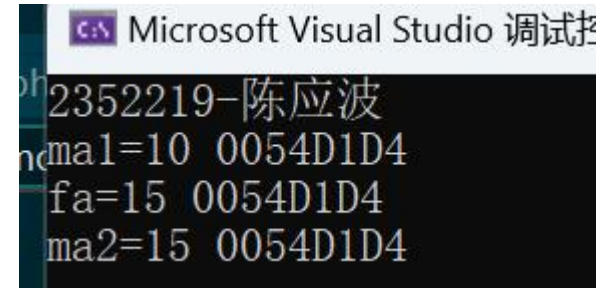 Microsoft Visual Studio 调试
2352219-陈应波
ma1=10 0054D1D4
fa=15 0054D1D4
ma2=15 0054D1D4